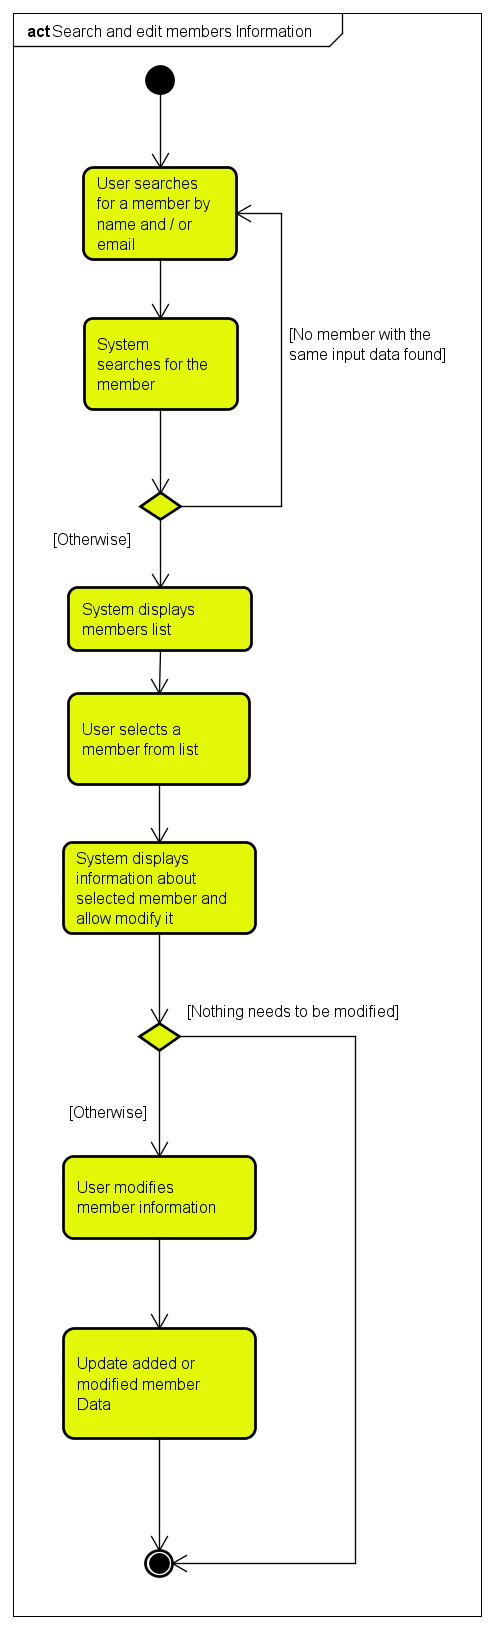 act Search and edit members Information
User searches
for a member by
name and / or
email
[No member with the
same input data found]
System
searches for the
member
[Otherwise]
System displays
members list
User selects a
member from list
System displays
information about
selected member and
allow modify it
[Nothing needs to be modified]
[Otherwise]
User modifies
member information
Update added or
modified member
Data